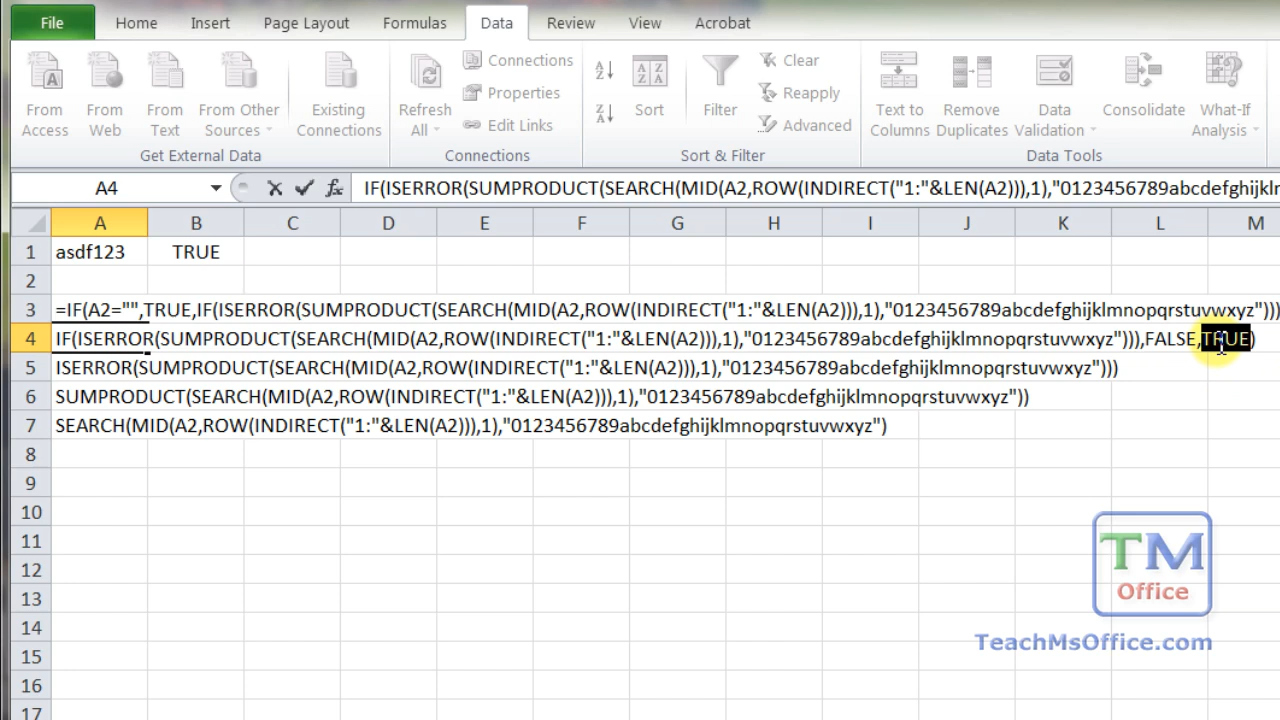 File Home Insert Page Layout Formulas Data Review View Acrobat
From Access
From Web
From Text
From Other Sources
Existing Connections
Get External Data
Refresh All
Connections
Properties
Edit Links
Connections
Sort
Filter
Clear
Reapply
Advanced
Sort & Filter
Text to Columns
Remove Duplicates
Data Validation
Consolidate
What-If Analysis
Data Tools
A4 fx IF(ISERROR(SUMPRODUCT(SEARCH(MID(A2,ROW(INDIRECT("1:"&LEN(A2))),1),"0123456789abcdefghijklm
A B C D E F G H I J K L M
1 asdf123 TRUE
2
3 =IF(A2="",TRUE,IF(ISERROR(SUMPRODUCT(SEARCH(MID(A2,ROW(INDIRECT("1:"&LEN(A2))),1),"0123456789abcdefghijklmnopqrstuvwxyz")))
4 IF(ISERROR(SUMPRODUCT(SEARCH(MID(A2,ROW(INDIRECT("1:"&LEN(A2))),1),"0123456789abcdefghijklmnopqrstuvwxyz"))),FALSE,TRUE)
5 ISERROR(SUMPRODUCT(SEARCH(MID(A2,ROW(INDIRECT("1:"&LEN(A2))),1),"0123456789abcdefghijklmnopqrstuvwxyz")))
6 SUMPRODUCT(SEARCH(MID(A2,ROW(INDIRECT("1:"&LEN(A2))),1),"0123456789abcdefghijklmnopqrstuvwxyz"))
7 SEARCH(MID(A2,ROW(INDIRECT("1:"&LEN(A2))),1),"0123456789abcdefghijklmnopqrstuvwxyz")
8
9
10
11
12
13
14
15
16
17
TM
Office
TeachMsOffice.com